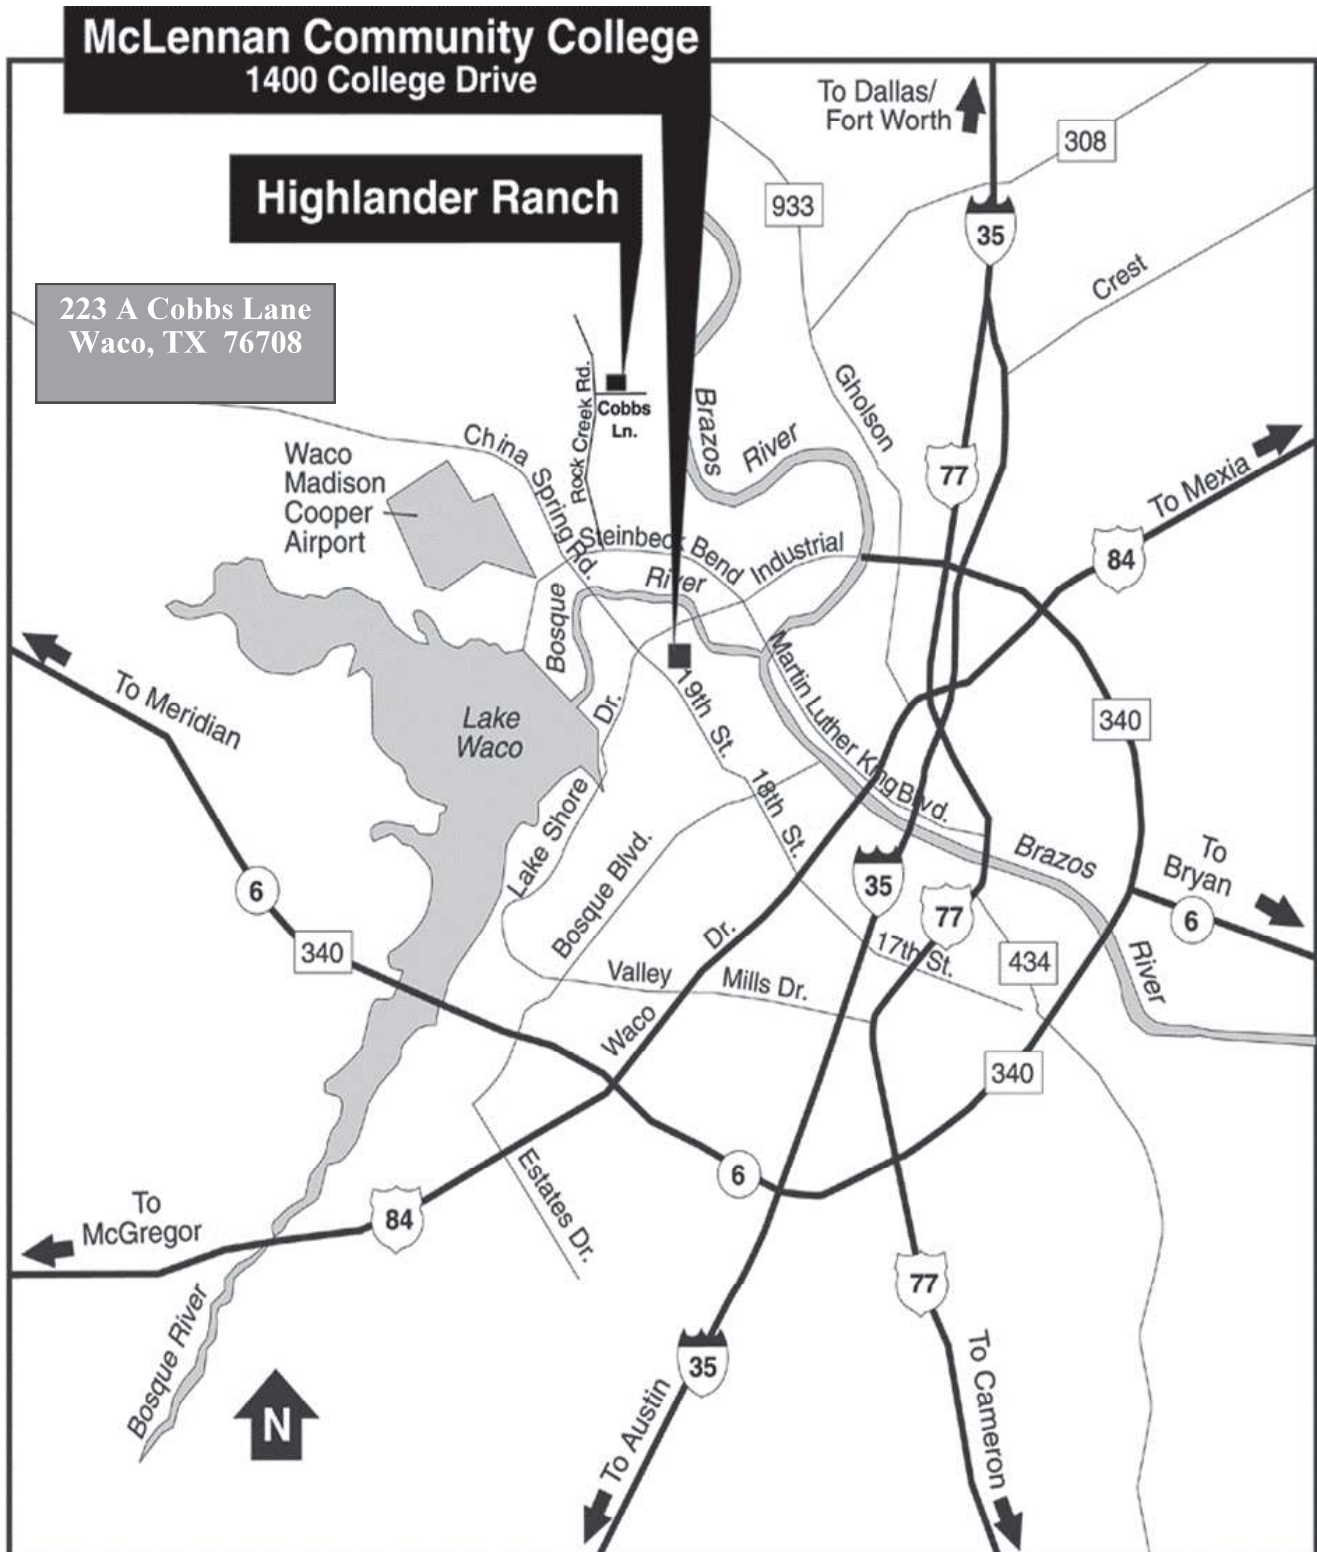 McLennan Community College
1400 College Drive
Highlander Ranch
223 A Cobbs Lane
Waco, TX  76708
To Dallas/
Fort Worth
308
933
35
Crest
Gholson
Rock Creek Rd.
Cobbs
Ln.
Brazos
River
China
Spring Rd.
77
To Mexia
84
Waco
Madison
Cooper
Airport
Steinbeck Bend
Industrial
River
Bosque
To Meridian
Lake
Waco
Dr.
Lake Shore
19th St.
Martin Luther King Blvd.
340
18th St.
Bosque Blvd.
Brazos
River
To
Bryan
6
6
340
35
77
17th St.
434
Valley
Mills Dr.
Waco
Dr.
340
6
Estates Dr.
To
McGregor
84
Bosque River
77
35
To Austin
To Cameron
N